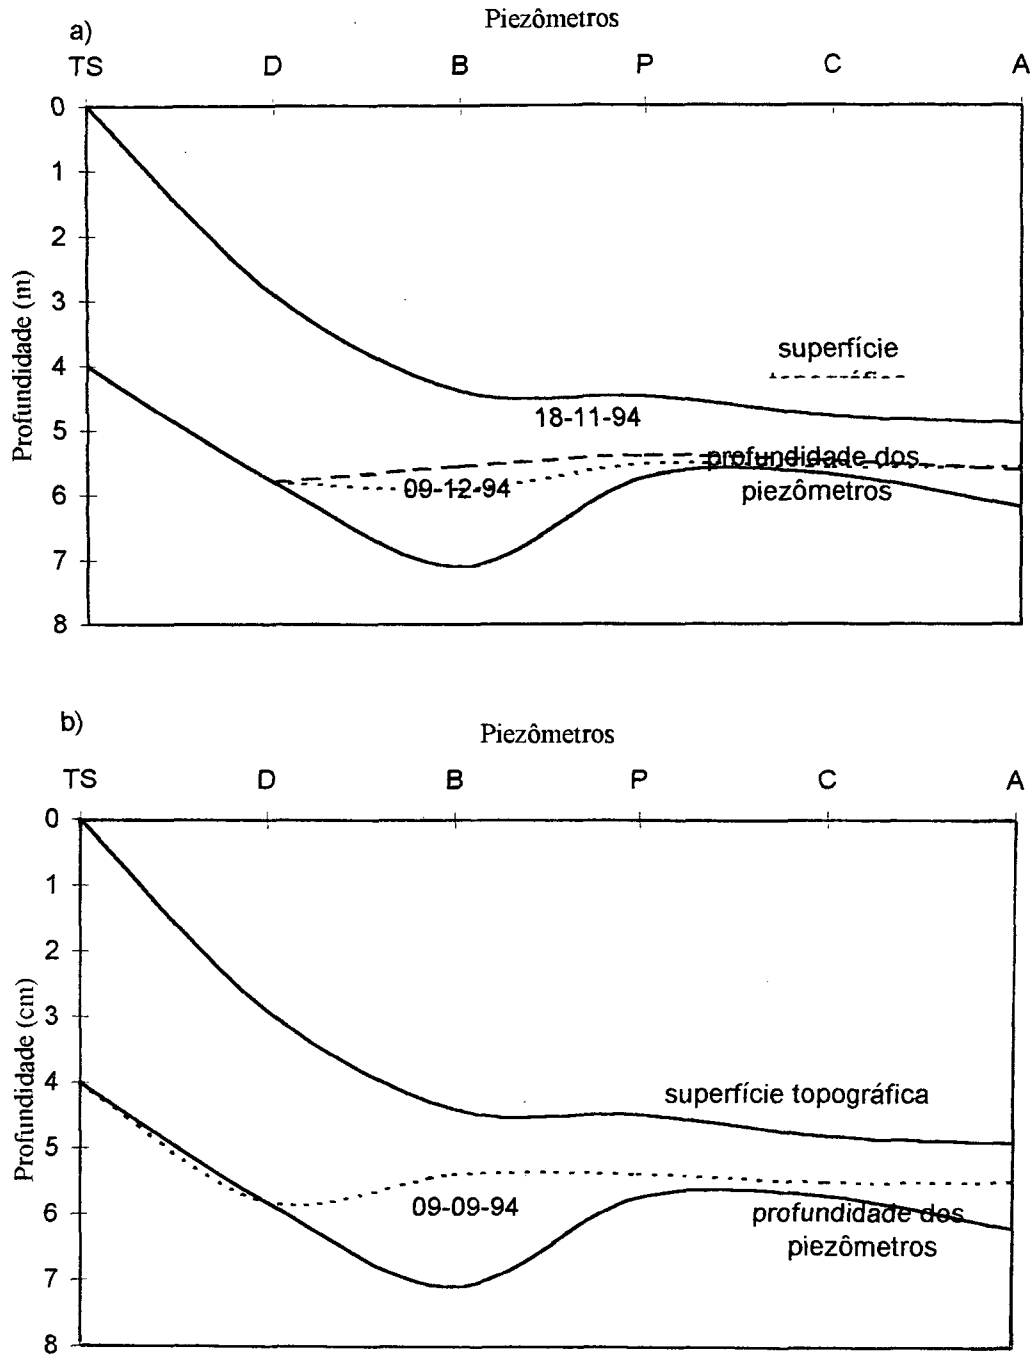 a)
Piezômetros
TS D B P C A
Profundidade (m)
0
1
2
3
4
5
6
7
8
superfície
18-11-94
profundidade dos
piezômetros
09-12-94
b)
Piezômetros
TS D B P C A
Profundidade (cm)
0
1
2
3
4
5
6
7
8
superfície topográfica
09-09-94
profundidade dos
piezômetros